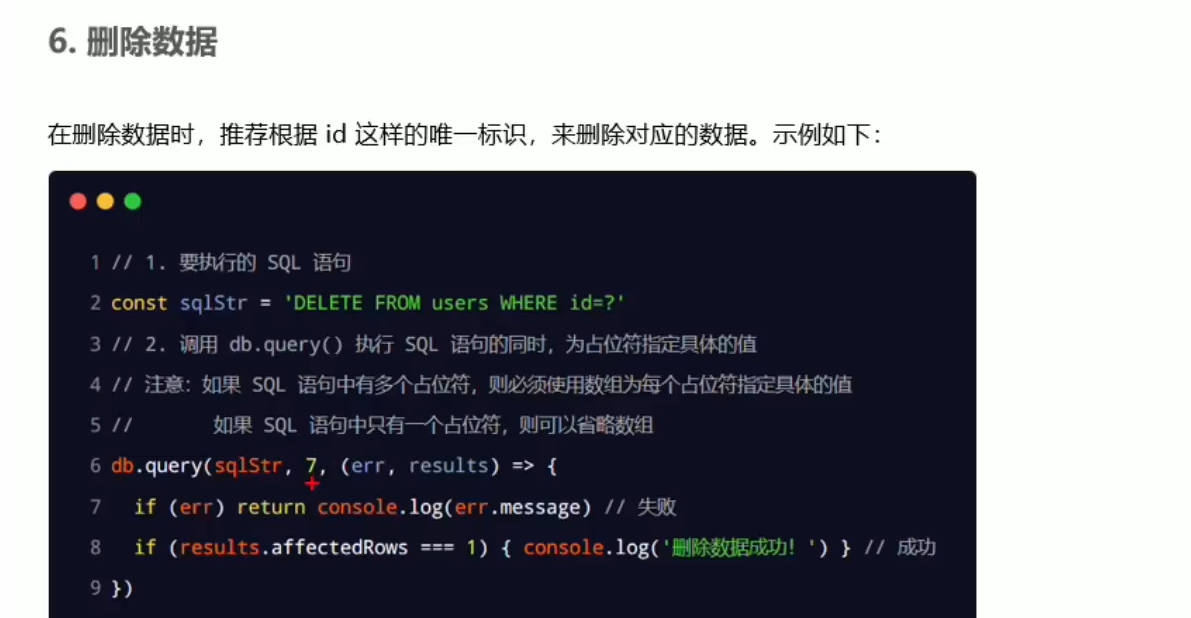 6. 删除数据
在删除数据时，推荐根据 id 这样的唯一标识，来删除对应的数据。示例如下：
1 // 1. 要执行的 SQL 语句
2 const sqlStr = 'DELETE FROM users WHERE id=?'
3 // 2. 调用 db.query() 执行 SQL 语句的同时，为占位符指定具体的值
4 // 注意：如果 SQL 语句中有多个占位符，则必须使用数组为每个占位符指定具体的值
5 //       如果 SQL 语句中只有一个占位符，则可以省略数组
6 db.query(sqlStr, 7, (err, results) => {
7   if (err) return console.log(err.message) // 失败
8   if (results.affectedRows === 1) { console.log('删除数据成功！') } // 成功
9 })